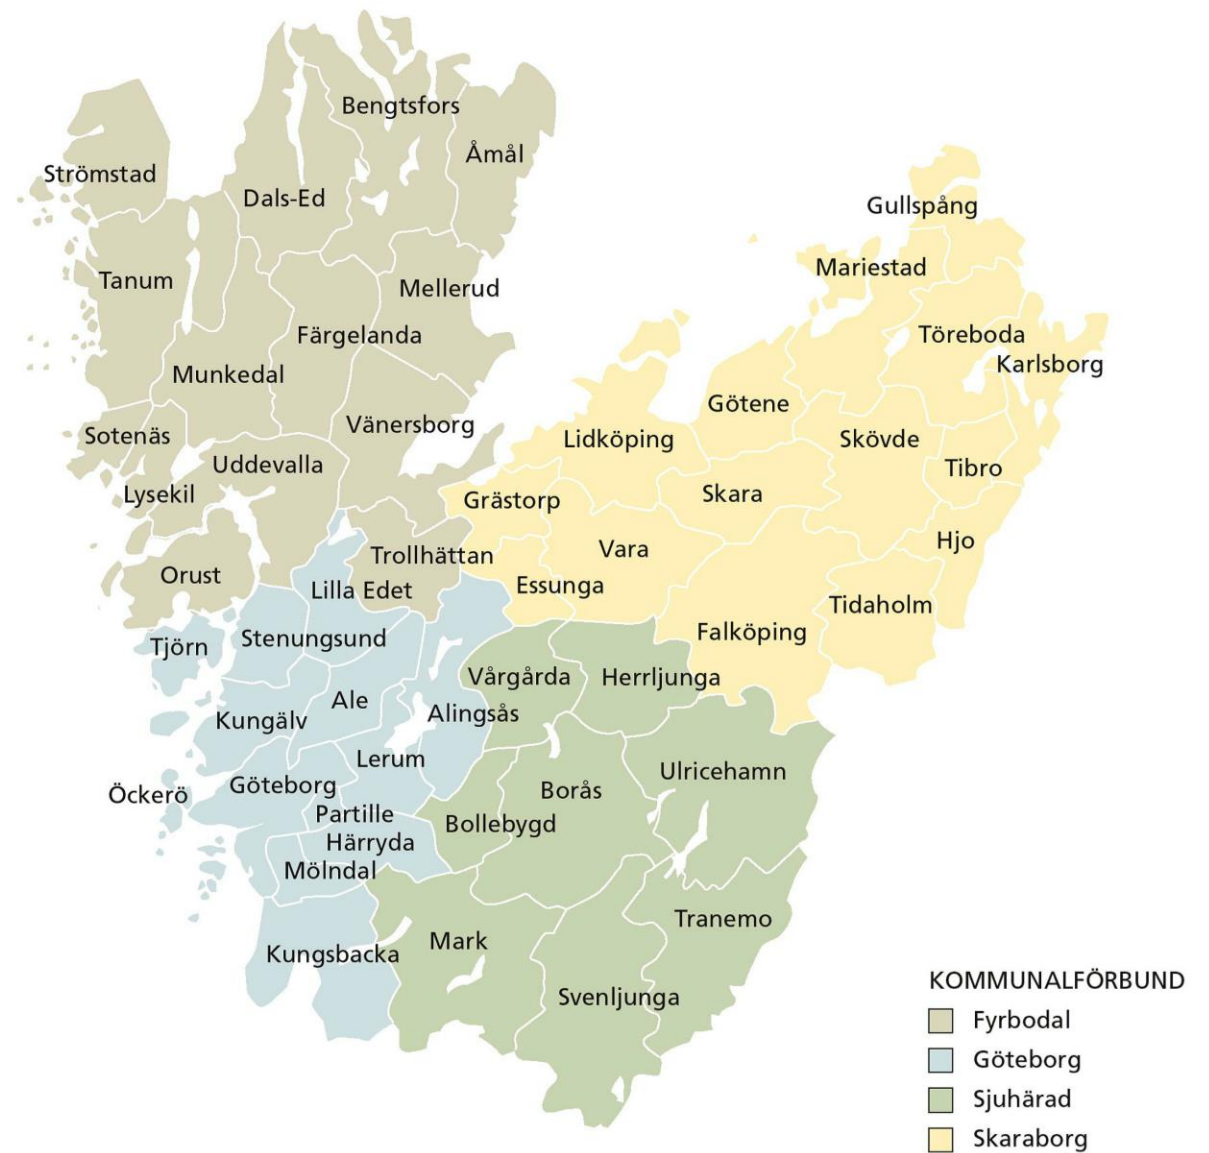 Bengtsfors
Åmål
Strömstad
Dals-Ed
Gullspång
Mariestad
Tanum
Mellerud
Färgelanda
Töreboda
Karlsborg
Munkedal
Götene
Vänersborg
Sotenäs
Lidköping
Skövde
Uddevalla
Tibro
Lysekil
Grästorp
Skara
Hjo
Vara
Trollhättan
Orust
Essunga
Lilla Edet
Tidaholm
Falköping
Stenungsund
Tjörn
Vårgårda
Herrljunga
Ale
Alingsås
Kungälv
Lerum
Ulricehamn
Göteborg
Borås
Öckerö
Partille
Bollebygd
Härryda
Mölndal
Tranemo
Mark
Kungsbacka
Svenljunga
KOMMUNALFÖRBUND
Fyrbodal
Göteborg
Sjuhärad
Skaraborg